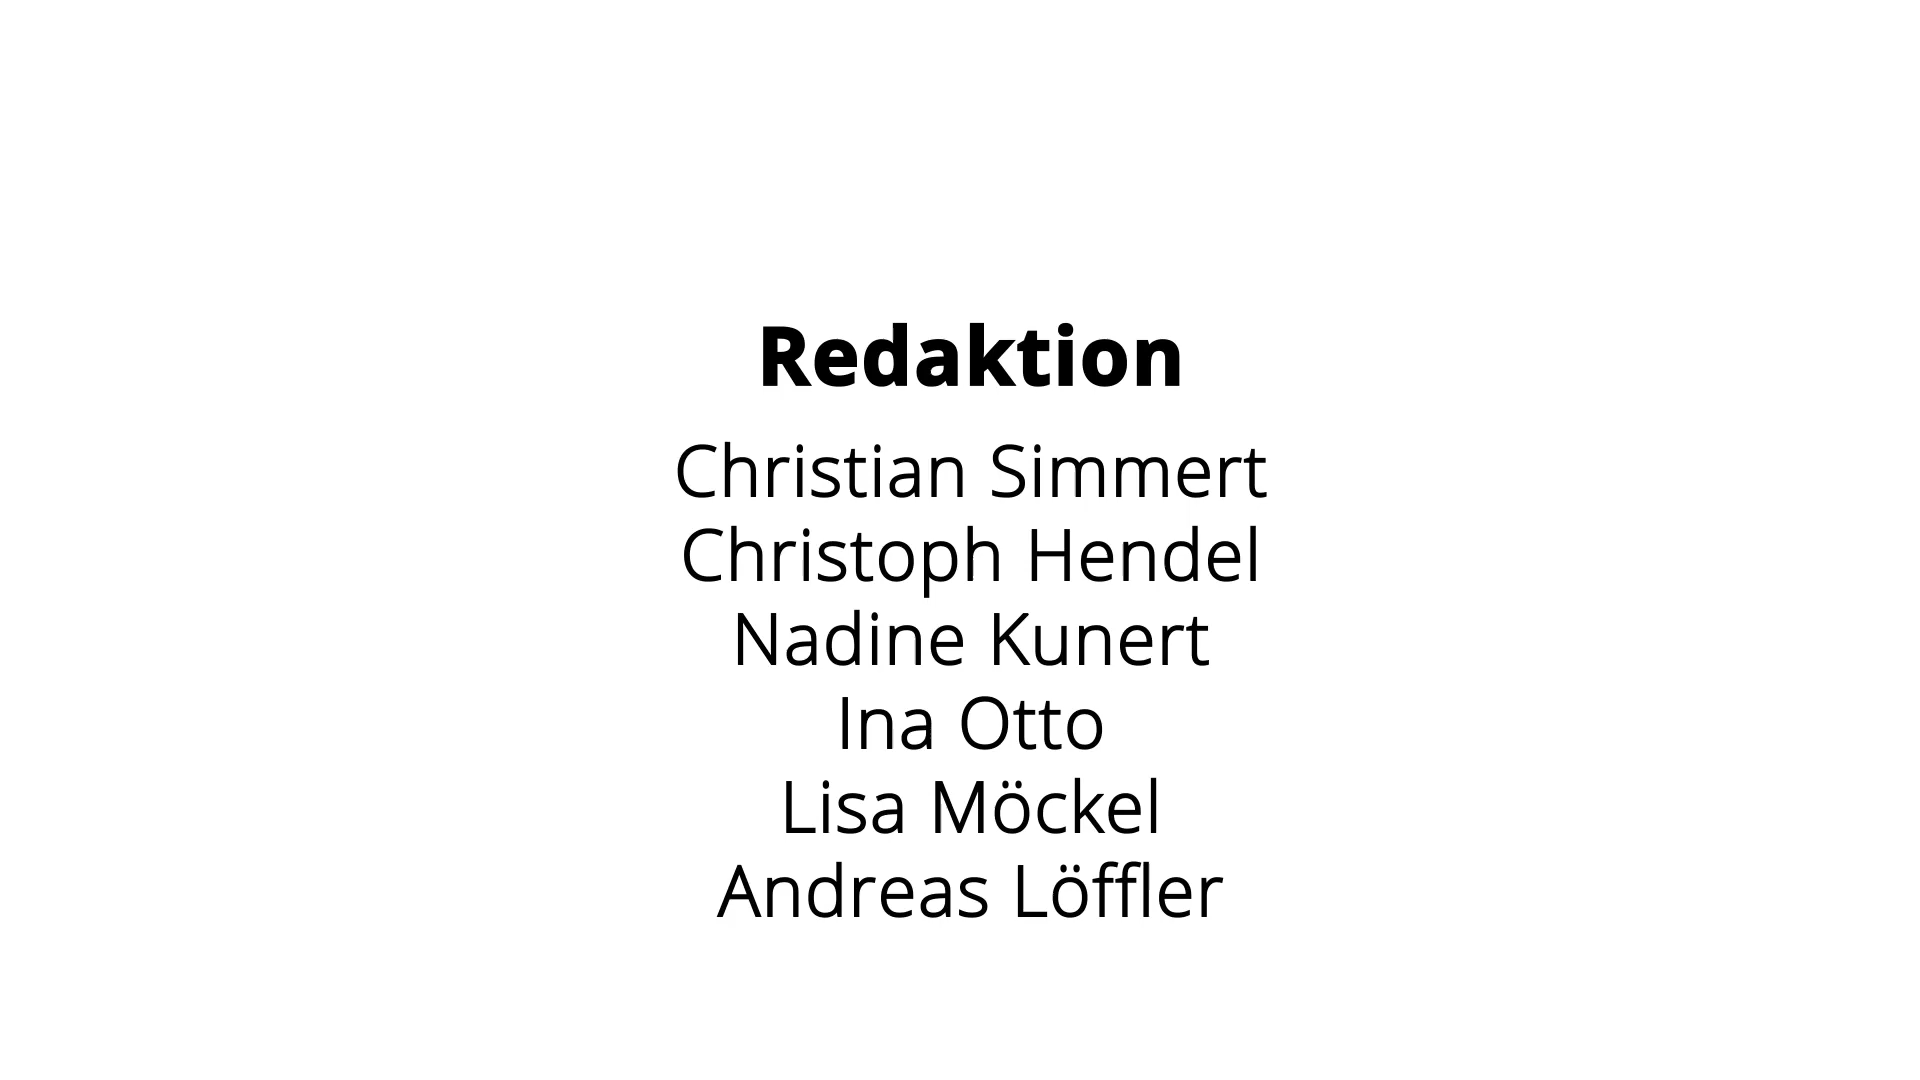 Redaktion
Christian Simmert
Christoph Hendel
Nadine Kunert
Ina Otto
Lisa Möckel
Andreas Löffler